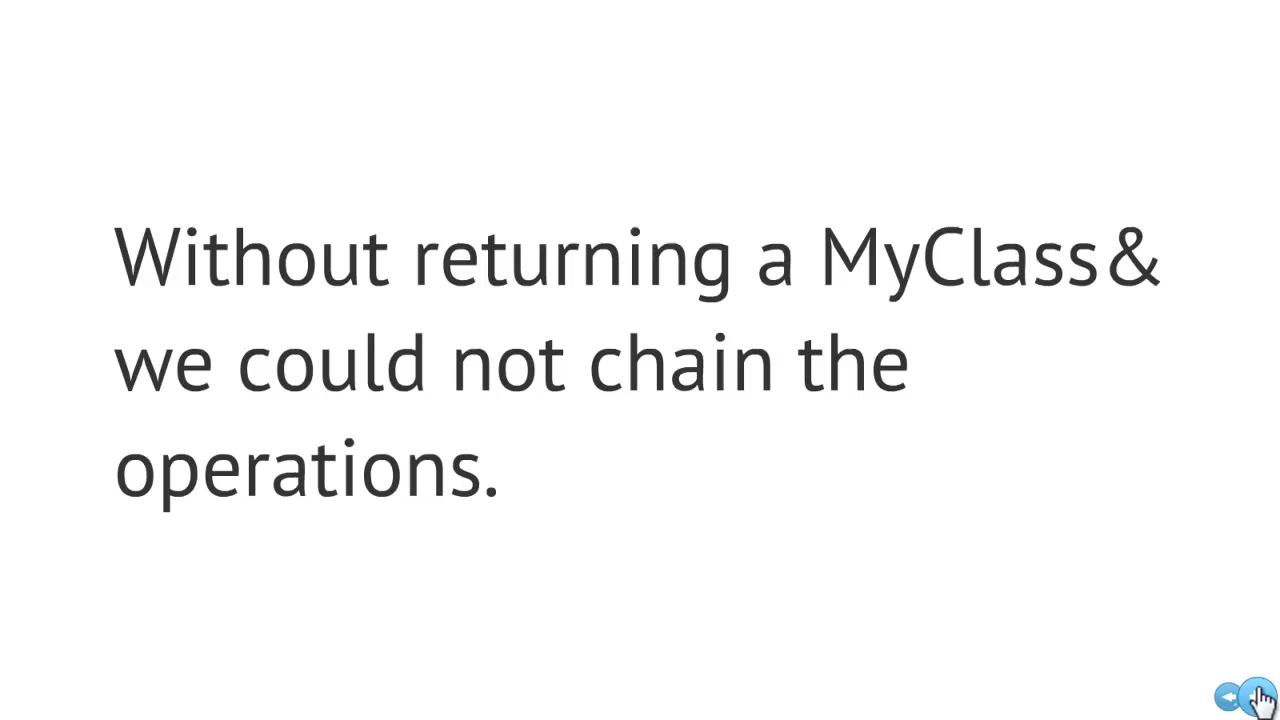 Without returning a MyClass&
we could not chain the
operations.